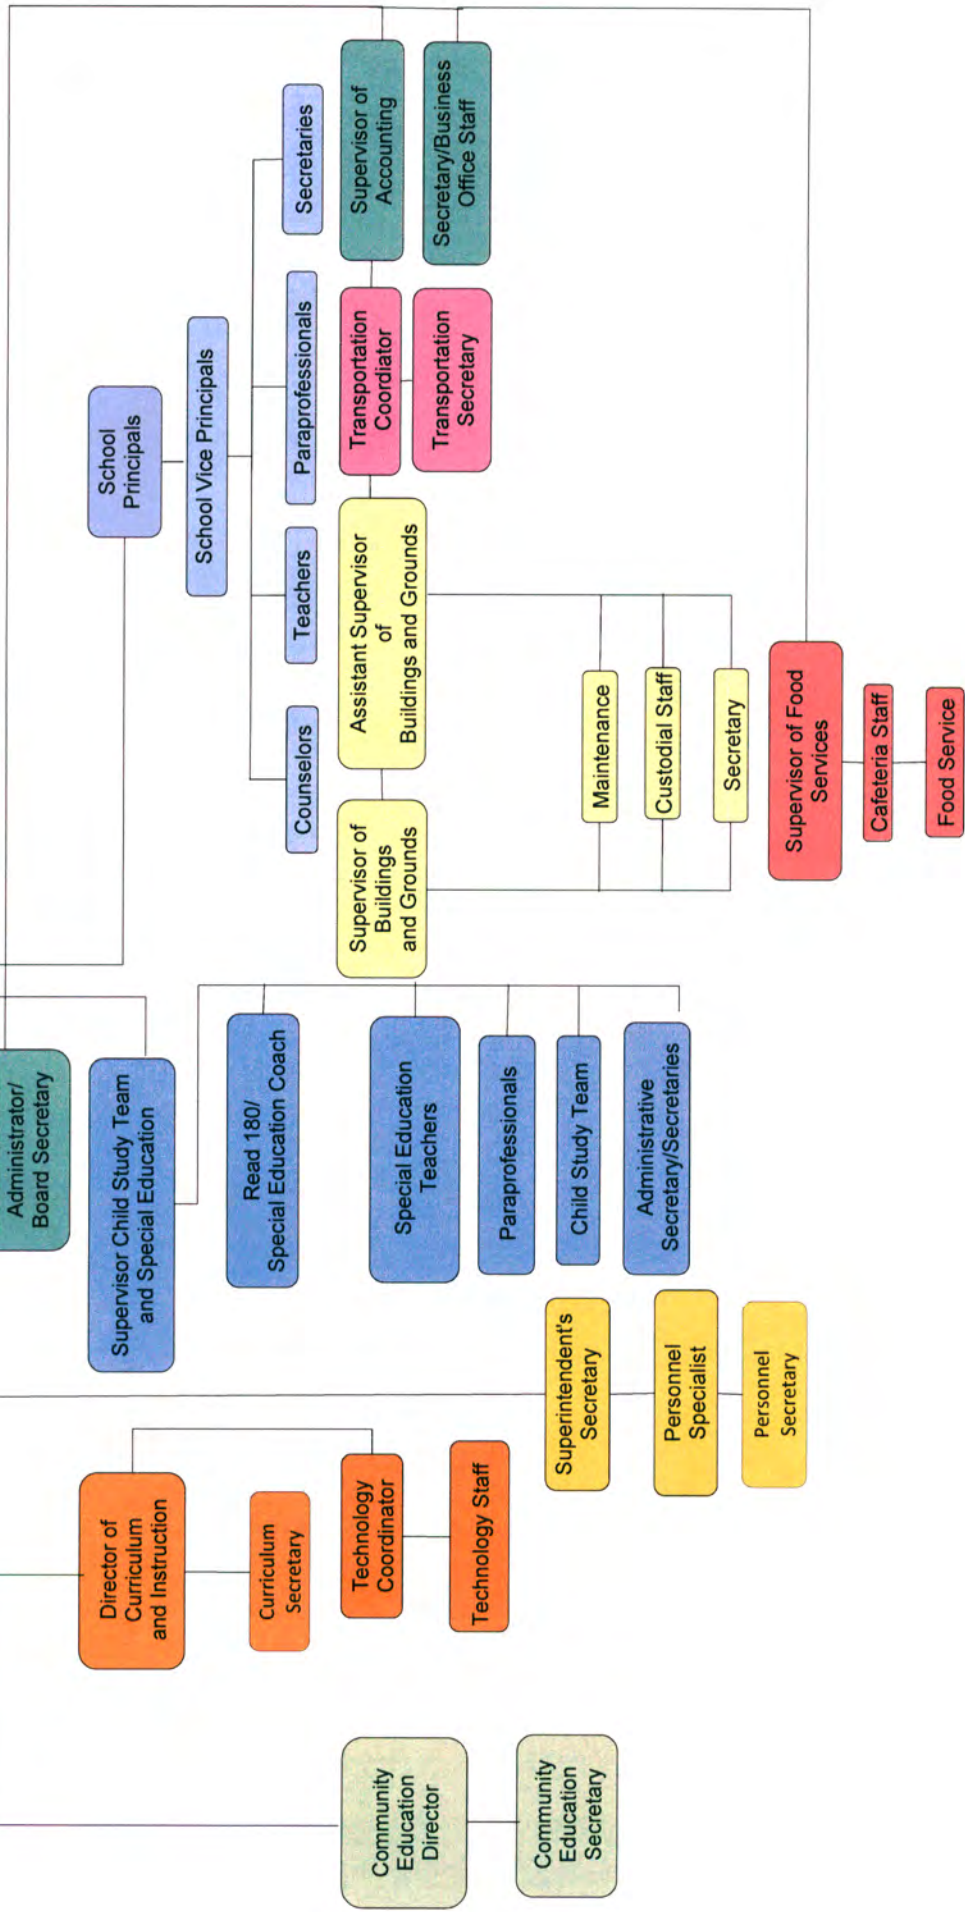 Community
Education
Director
Community
Education
Secretary
Director of
Curriculum
and Instruction
Curriculum
Secretary
Technology
Coordinator
Technology Staff
Superintendent's
Secretary
Personnel
Specialist
Personnel
Secretary
Administrator/
Board Secretary
Supervisor Child Study Team
and Special Education
Read 180/
Special Education Coach
Special Education
Teachers
Paraprofessionals
Child Study Team
Administrative
Secretary/Secretaries
School
Principals
School Vice Principals
Counselors
Teachers
Paraprofessionals
Secretaries
Supervisor of
Buildings
and Grounds
Assistant Supervisor
of
Buildings and Grounds
Transportation
Coordiator
Supervisor of
Accounting
Transportation
Secretary
Secretary/Business
Office Staff
Maintenance
Custodial Staff
Secretary
Supervisor of Food
Services
Cafeteria Staff
Food Service